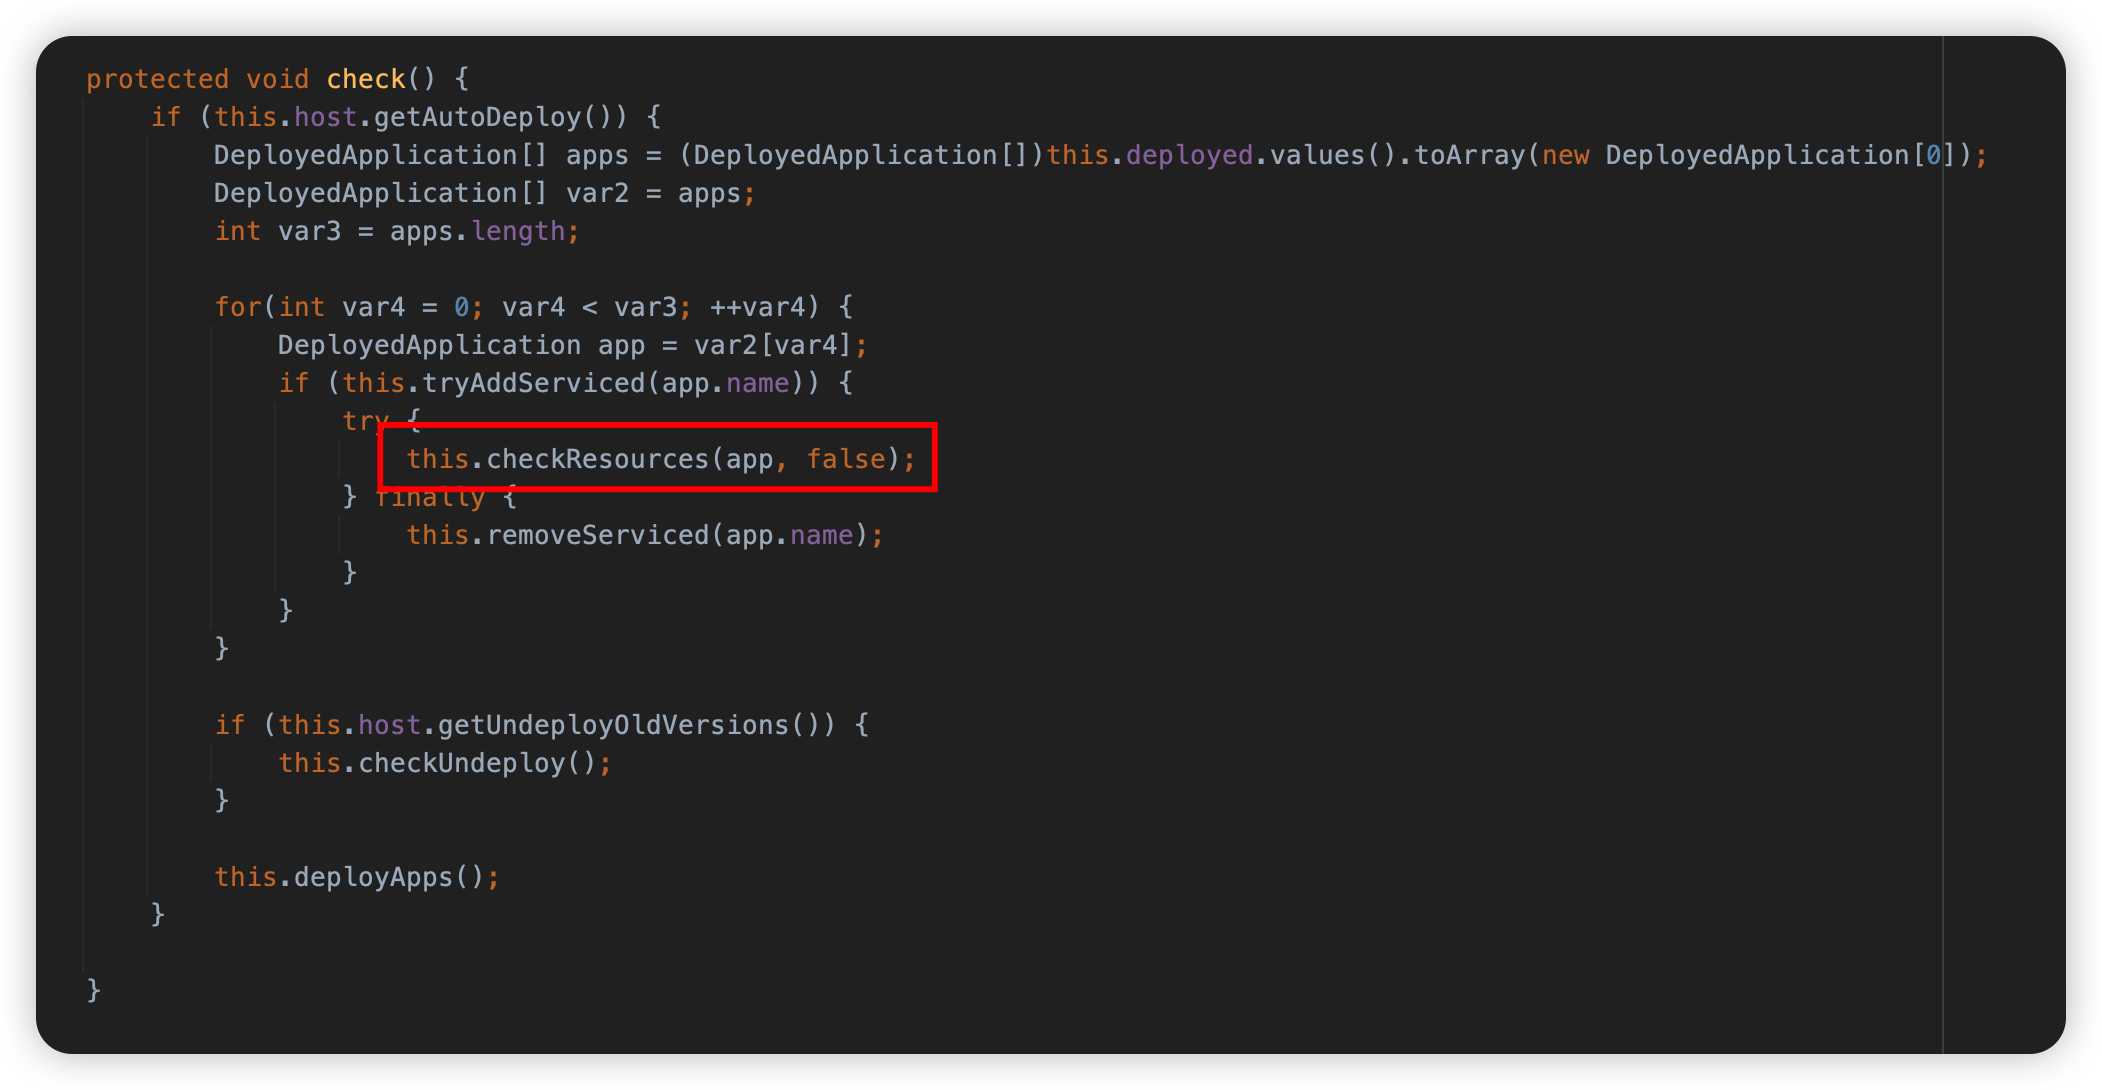 protected void check() {
    if (this.host.getAutoDeploy()) {
        DeployedApplication[] apps = (DeployedApplication[])this.deployed.values().toArray(new DeployedApplication[0]);
        DeployedApplication[] var2 = apps;
        int var3 = apps.length;

        for(int var4 = 0; var4 < var3; ++var4) {
            DeployedApplication app = var2[var4];
            if (this.tryAddServiced(app.name)) {
                try {
                    this.checkResources(app, false);
                } finally {
                    this.removeServiced(app.name);
                }
            }
        }

        if (this.host.getUndeployOldVersions()) {
            this.checkUndeploy();
        }

        this.deployApps();
    }

}